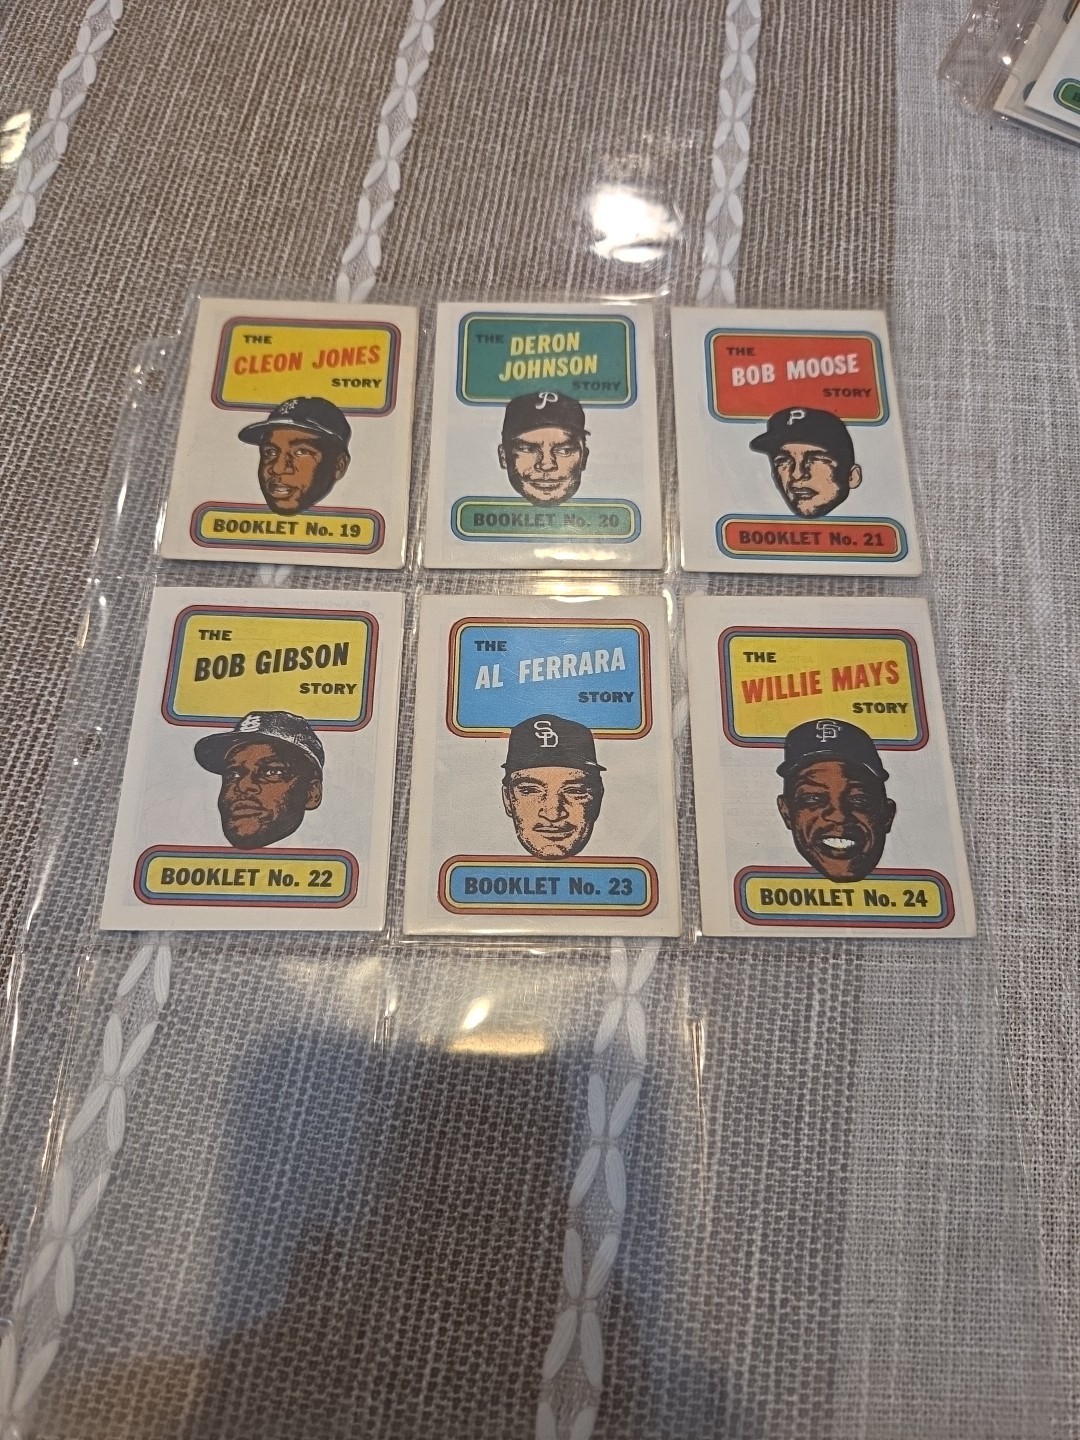 THE
CLEON JONES
STORY
BOOKLET No. 19
THE
DERON
JOHNSON
STORY
P
BOOKLET No. 20
THE
BOB MOOSE
STORY
P
BOOKLET No. 21
THE
BOB GIBSON
STORY
BOOKLET No. 22
THE
AL FERRARA
STORY
SD
BOOKLET No. 23
THE
WILLIE MAYS
STORY
SF
BOOKLET No. 24